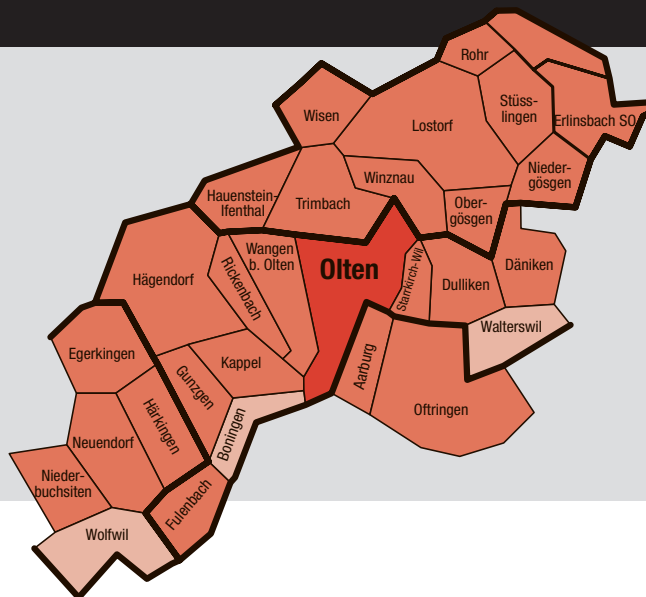 Rohr
Stüss-
lingen
Erlinsbach SO
Wisen
Lostorf
Nieder-
gösgen
Winznau
Hauenstein-
Ifenthal
Trimbach
Ober-
gösgen
Wangen
b. Olten
Olten
Starrkirch-Wil
Däniken
Hägendorf
Rickenbach
Dulliken
Walterswil
Egerkingen
Kappel
Gunzgen
Aarburg
Oftringen
Härkingen
Boningen
Neuendorf
Nieder-
buchsiten
Fulenbach
Wolfwil